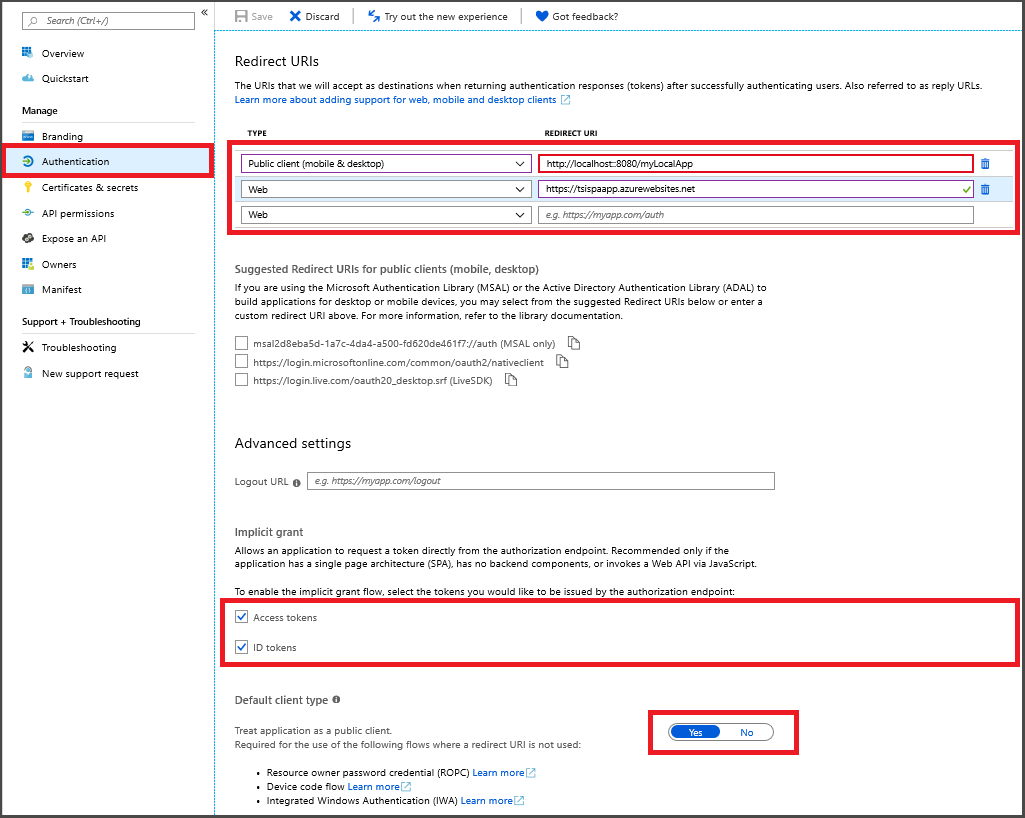 Search (Ctrl+/)
«
Save
Discard
Try out the new experience
Got feedback?
Overview
Quickstart
Manage
Branding
Authentication
Certificates & secrets
API permissions
Expose an API
Owners
Manifest
Support + Troubleshooting
Troubleshooting
New support request
Redirect URIs
The URIs that we will accept as destinations when returning authentication responses (tokens) after successfully authenticating users. Also referred to as reply URLs.
Learn more about adding support for web, mobile and desktop clients
TYPE
REDIRECT URI
Public client (mobile & desktop)
http://localhost::8080/myLocalApp
Web
https://tsispaapp.azurewebsites.net
Web
e.g. https://myapp.com/auth
Suggested Redirect URIs for public clients (mobile, desktop)
If you are using the Microsoft Authentication Library (MSAL) or the Active Directory Authentication Library (ADAL) to
build applications for desktop or mobile devices, you may select from the suggested Redirect URIs below or enter a
custom redirect URI above. For more information, refer to the library documentation.
msal2d8eba5d-1a7c-4da4-a500-fd620de461f7://auth (MSAL only)
https://login.microsoftonline.com/common/oauth2/nativeclient
https://login.live.com/oauth20_desktop.srf (LiveSDK)
Advanced settings
Logout URL
e.g. https://myapp.com/logout
Implicit grant
Allows an application to request a token directly from the authorization endpoint. Recommended only if the
application has a single page architecture (SPA), has no backend components, or invokes a Web API via JavaScript.
To enable the implicit grant flow, select the tokens you would like to be issued by the authorization endpoint:
Access tokens
ID tokens
Default client type
Treat application as a public client.
Required for the use of the following flows where a redirect URI is not used:
Yes
No
• Resource owner password credential (ROPC) Learn more
• Device code flow Learn more
• Integrated Windows Authentication (IWA) Learn more